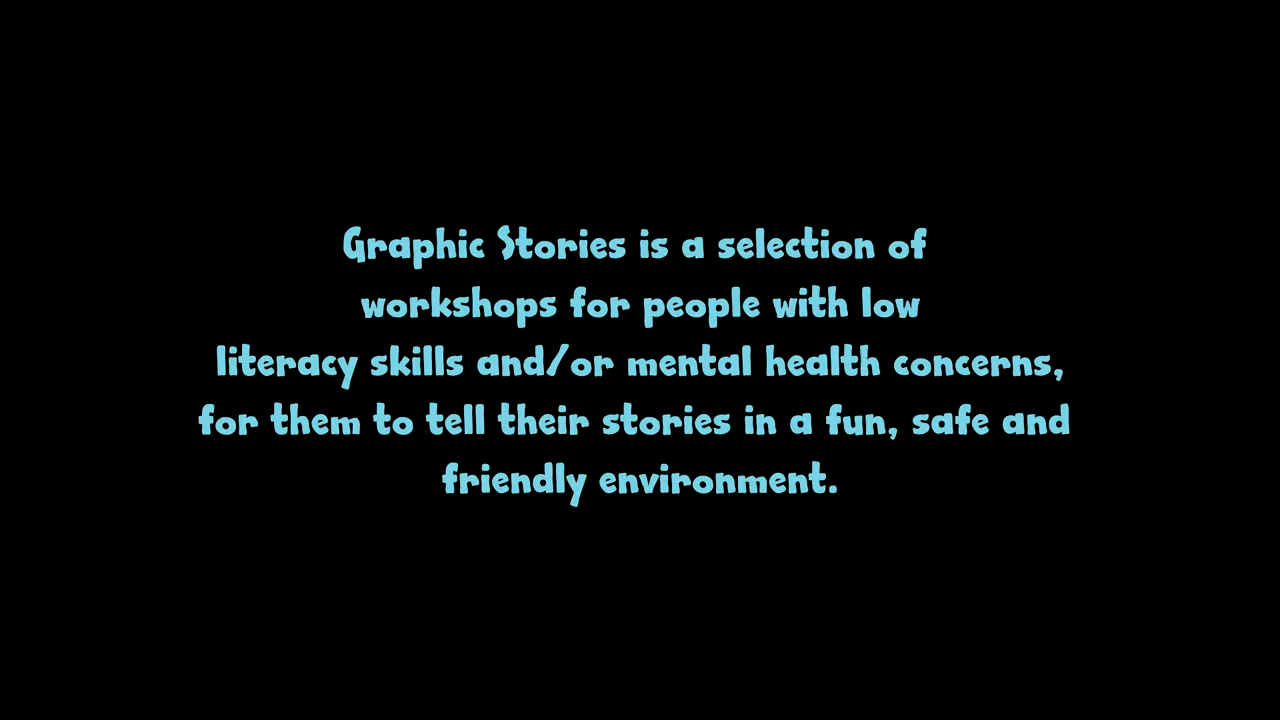 Graphic Stories is a selection of
workshops for people with low
literacy skills and/or mental health concerns,
for them to tell their stories in a fun, safe and
friendly environment.